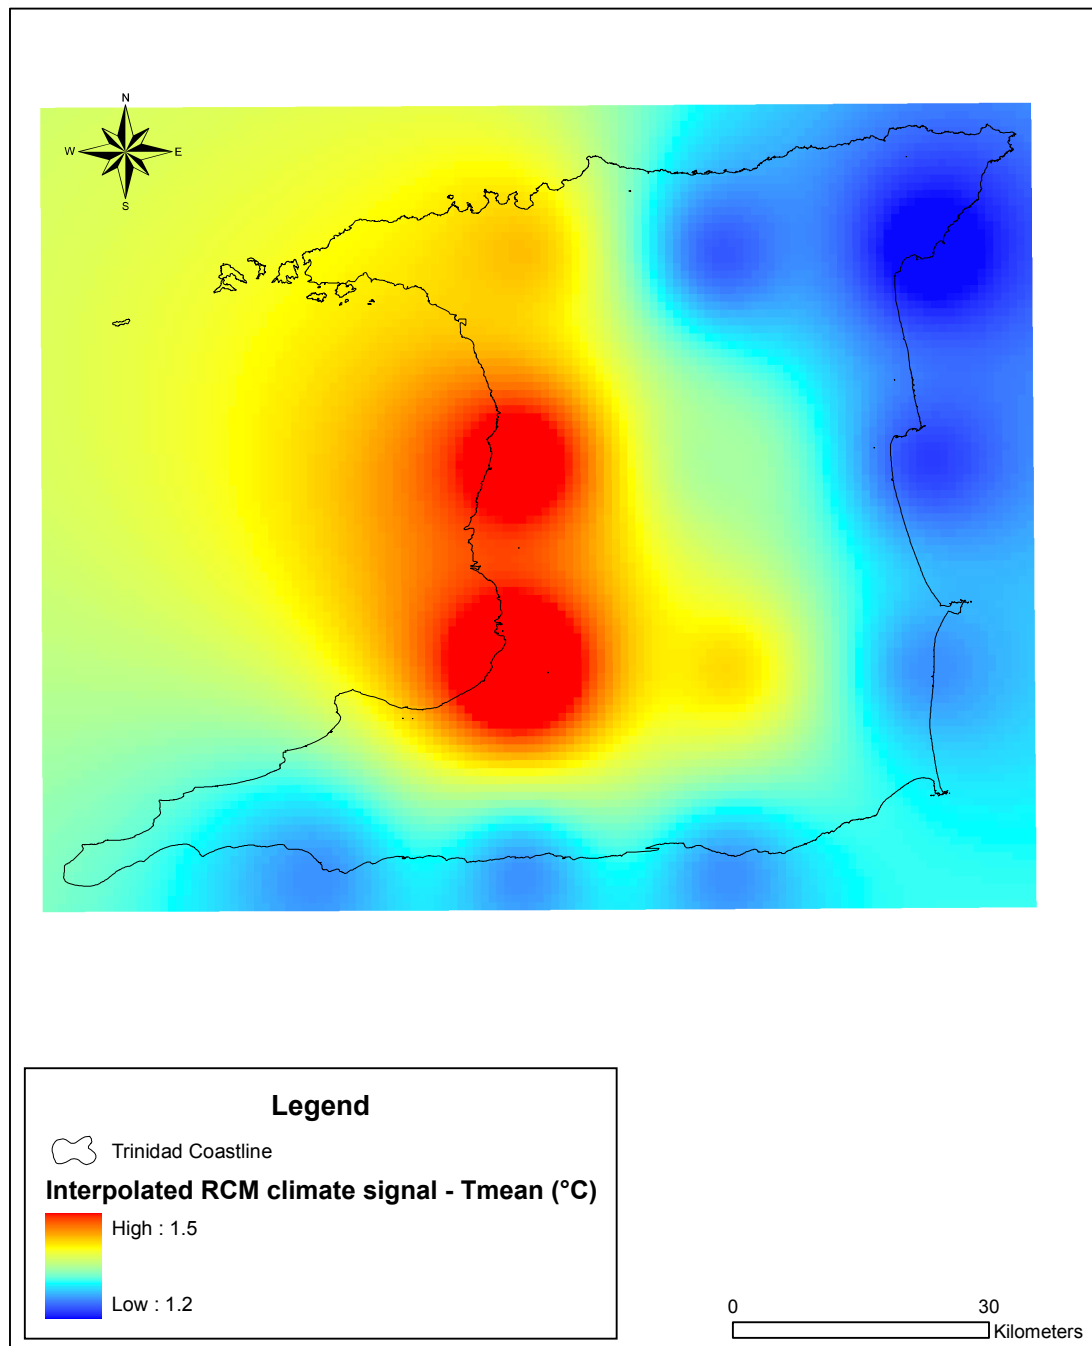 N
W E
S
Legend
Trinidad Coastline
Interpolated RCM climate signal - Tmean (°C)
High : 1.5
Low : 1.2
0 30
Kilometers